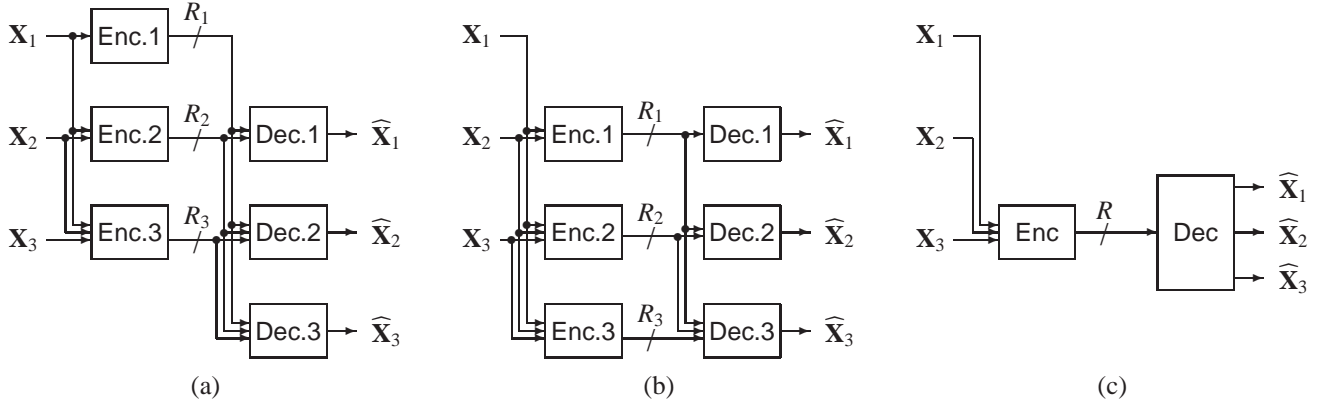 R₁
X₁ Enc.1
R₂
X₂ Enc.2 Dec.1 X̂₁
R₃
X₃ Enc.3 Dec.2 X̂₂
Dec.3 X̂₃
(a)
X₁
R₁
X₂ Enc.1 Dec.1 X̂₁
R₂
X₃ Enc.2 Dec.2 X̂₂
R₃
Enc.3 Dec.3 X̂₃
(b)
X₁
X₂
X̂₁
R
X₃ Enc Dec X̂₂
X̂₃
(c)